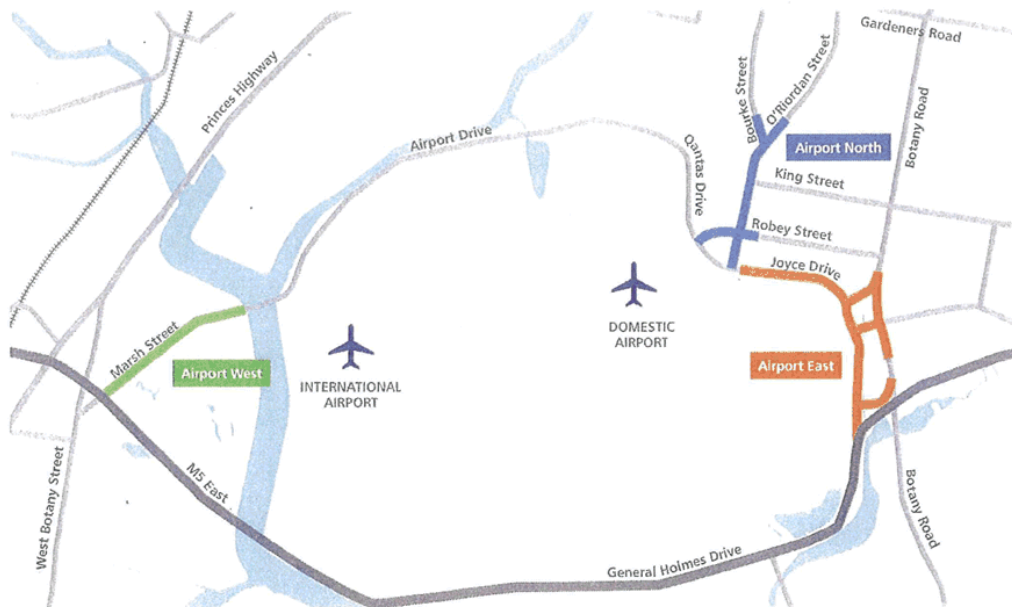 Gardeners Road
Princes Highway
Bourke Street
O'Riordan Street
Botany Road
Airport Drive
Airport North
Qantas Drive
King Street
Robey Street
Joyce Drive
DOMESTIC
AIRPORT
Marsh Street
Airport West
INTERNATIONAL
AIRPORT
Airport East
M5 East
West Botany Street
General Holmes Drive
Botany Road